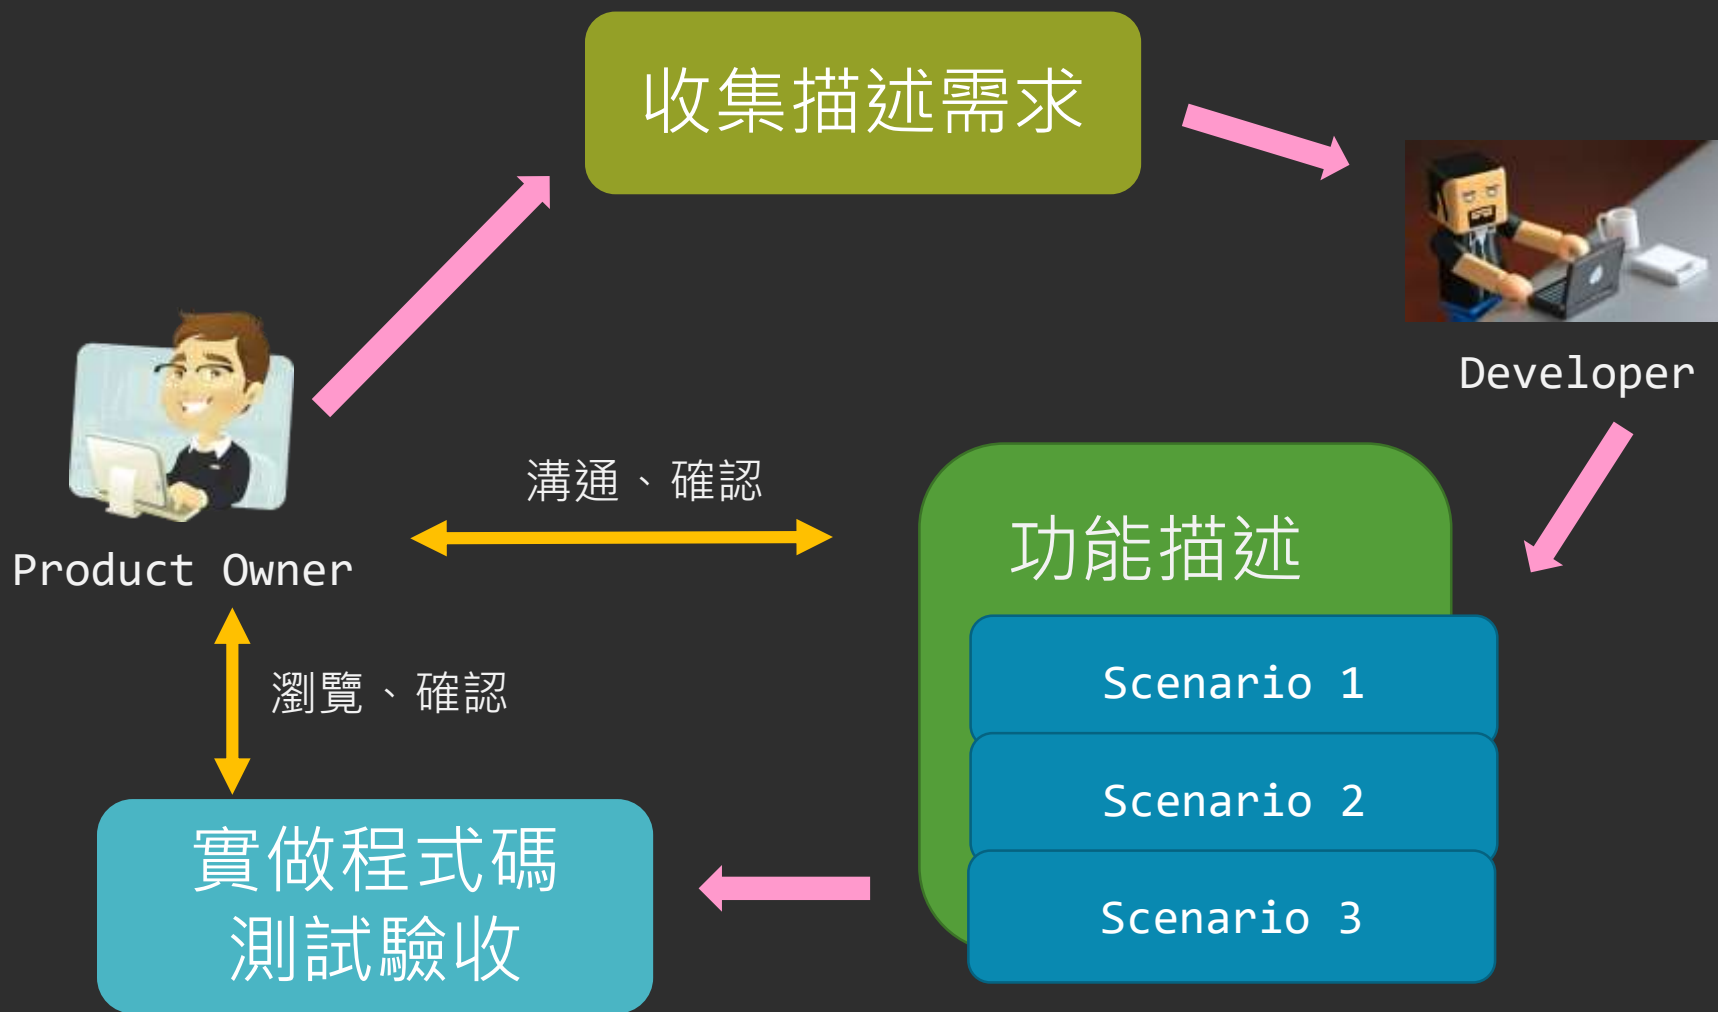 收集描述需求
Developer
溝通、確認
Product Owner
功能描述
瀏覽、確認
Scenario 1
Scenario 2
Scenario 3
實做程式碼
測試驗收